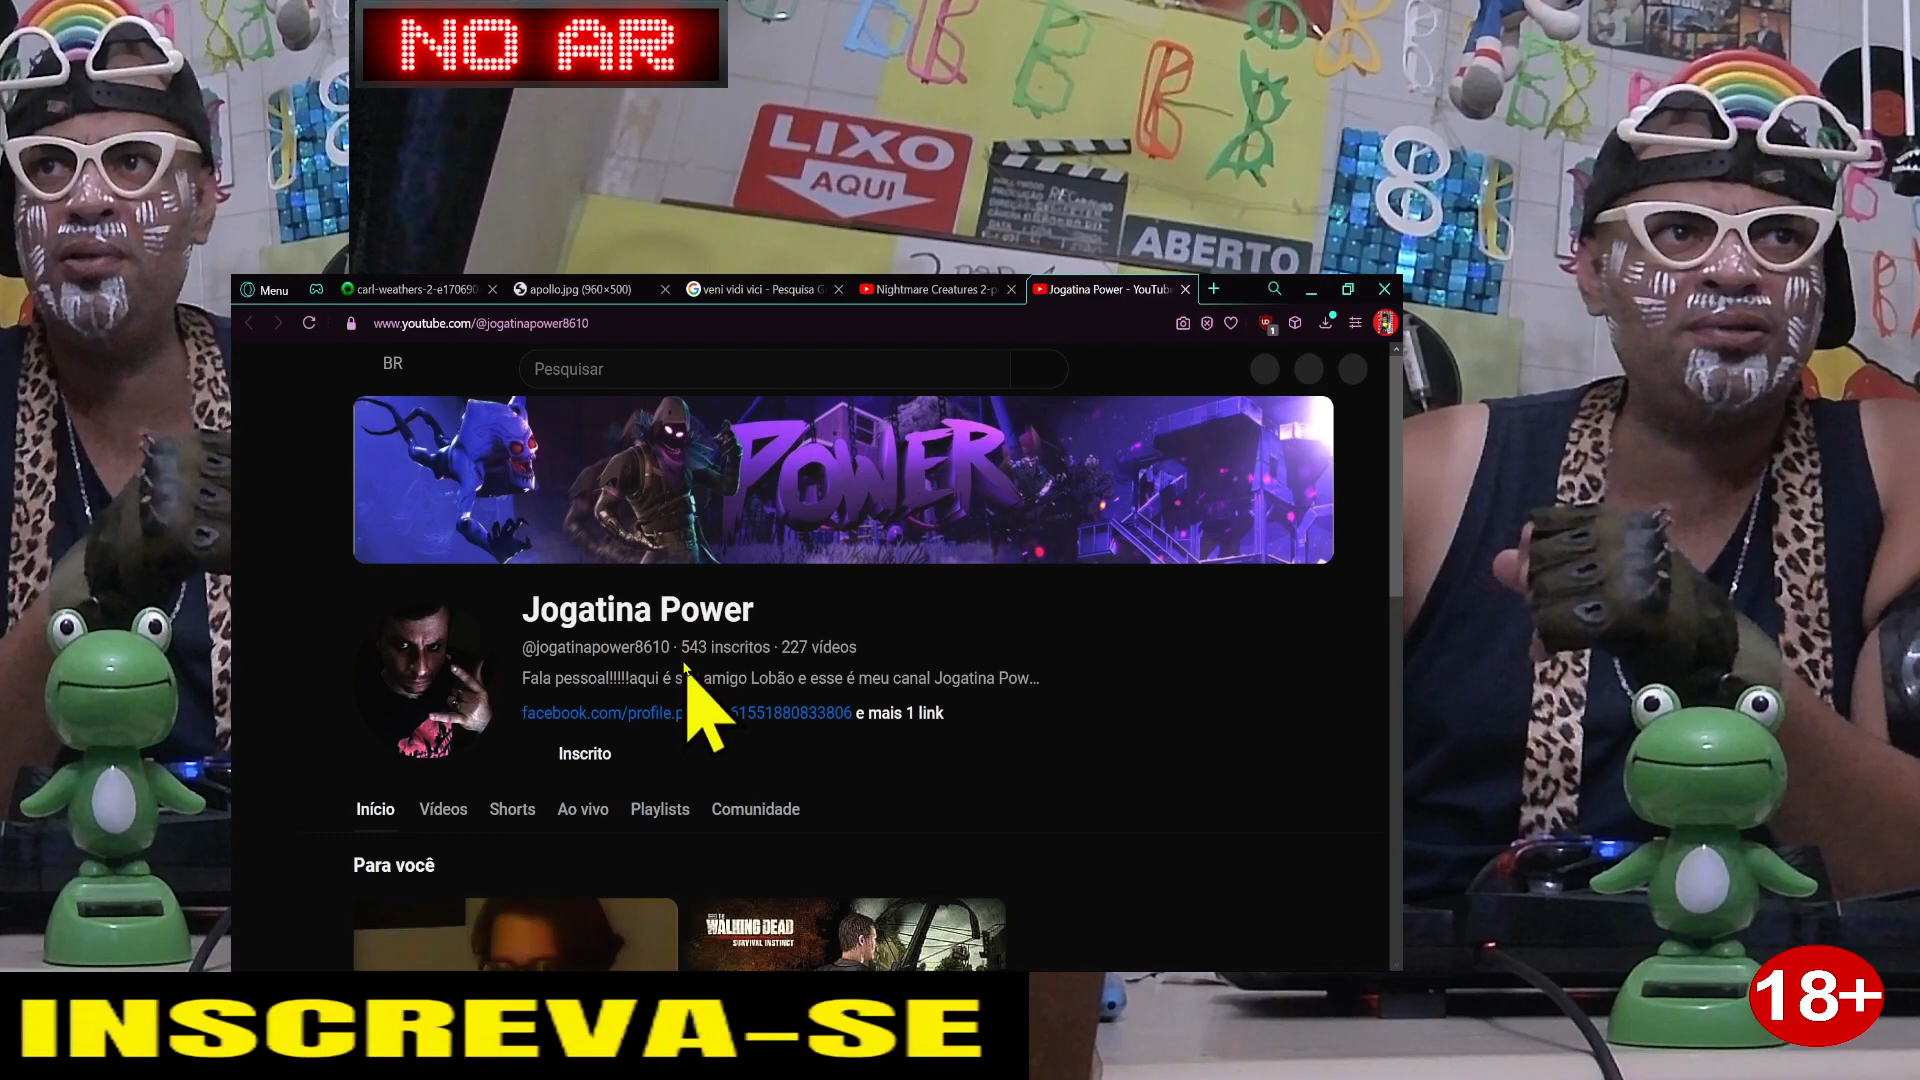 NO AR
LIXO
AQUI
ABERTO
Menu
carl-weathers-2-e170690
apollo.jpg (960×500)
veni vidi vici - Pesquisa G
Nightmare Creatures 2-p
Jogatina Power - YouTub
www.youtube.com/@jogatinapower8610
BR
Pesquisar
POWER
Jogatina Power
@jogatinapower8610 · 543 inscritos · 227 vídeos
Fala pessoal!!!!!!aqui é s amigo Lobão e esse é meu canal Jogatina Pow...
facebook.com/profile.p 61551880833806 e mais 1 link
Inscrito
Início Vídeos Shorts Ao vivo Playlists Comunidade
Para você
THE
WALKING DEAD
SURVIVAL INSTINCT
INSCREVA-SE
18+